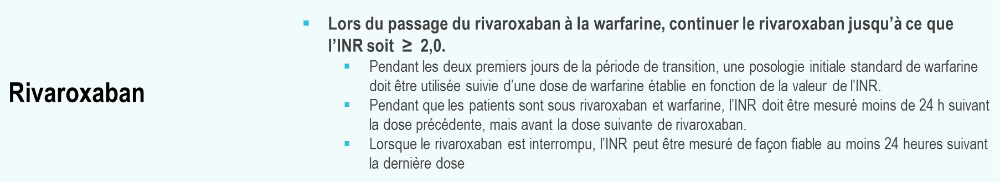 Rivaroxaban
▪ Lors du passage du rivaroxaban à la warfarine, continuer le rivaroxaban jusqu’à ce que
l’INR soit ≥ 2,0.
▪ Pendant les deux premiers jours de la période de transition, une posologie initiale standard de warfarine
doit être utilisée suivie d’une dose de warfarine établie en fonction de la valeur de l’INR.
▪ Pendant que les patients sont sous rivaroxaban et warfarine, l’INR doit être mesuré moins de 24 h suivant
la dose précédente, mais avant la dose suivante de rivaroxaban.
▪ Lorsque le rivaroxaban est interrompu, l’INR peut être mesuré de façon fiable au moins 24 heures suivant
la dernière dose